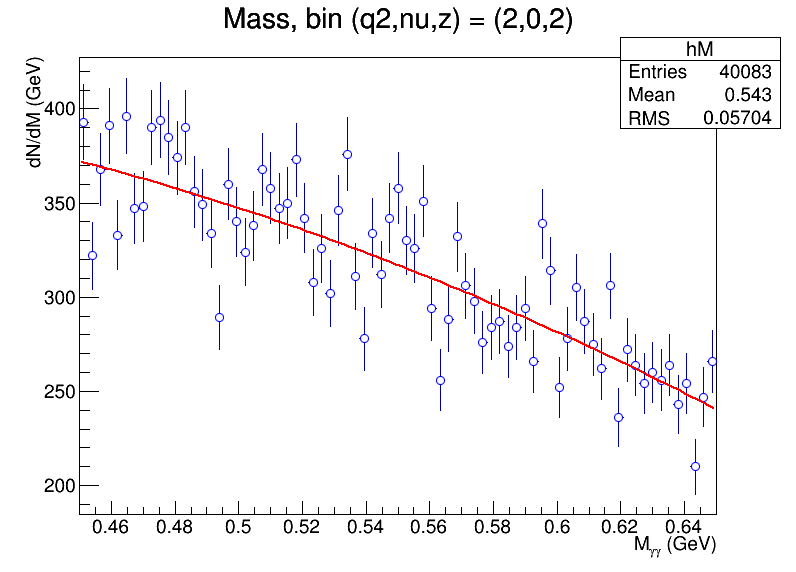 Mass, bin (q2,nu,z) = (2,0,2)
hM
Entries 40083
Mean 0.543
RMS 0.05704
dN/dM (GeV)
400
350
300
250
200
0.46 0.48 0.5 0.52 0.54 0.56 0.58 0.6 0.62 0.64
Mγγ (GeV)